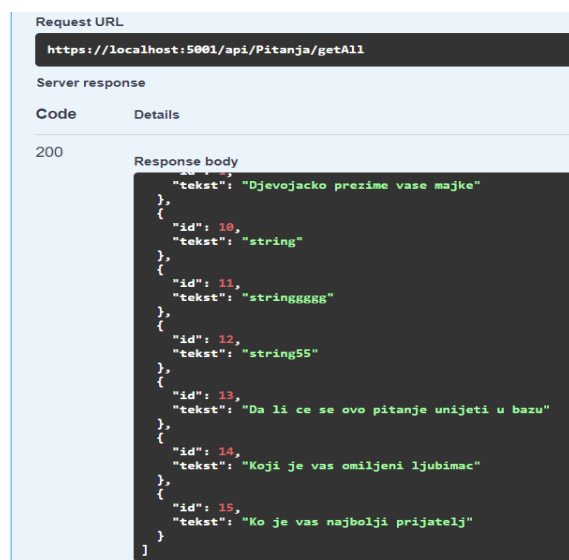 Request URL
https://localhost:5001/api/Pitanja/getAll
Server response
Code Details
200
Response body
"tekst": "Djevojacko prezime vase majke"
},
{
"id": 10,
"tekst": "string"
},
{
"id": 11,
"tekst": "stringgggg"
},
{
"id": 12,
"tekst": "string55"
},
{
"id": 13,
"tekst": "Da li ce se ovo pitanje unijeti u bazu"
},
{
"id": 14,
"tekst": "Koji je vas omiljeni ljubimac"
},
{
"id": 15,
"tekst": "Ko je vas najbolji prijatelj"
}
]